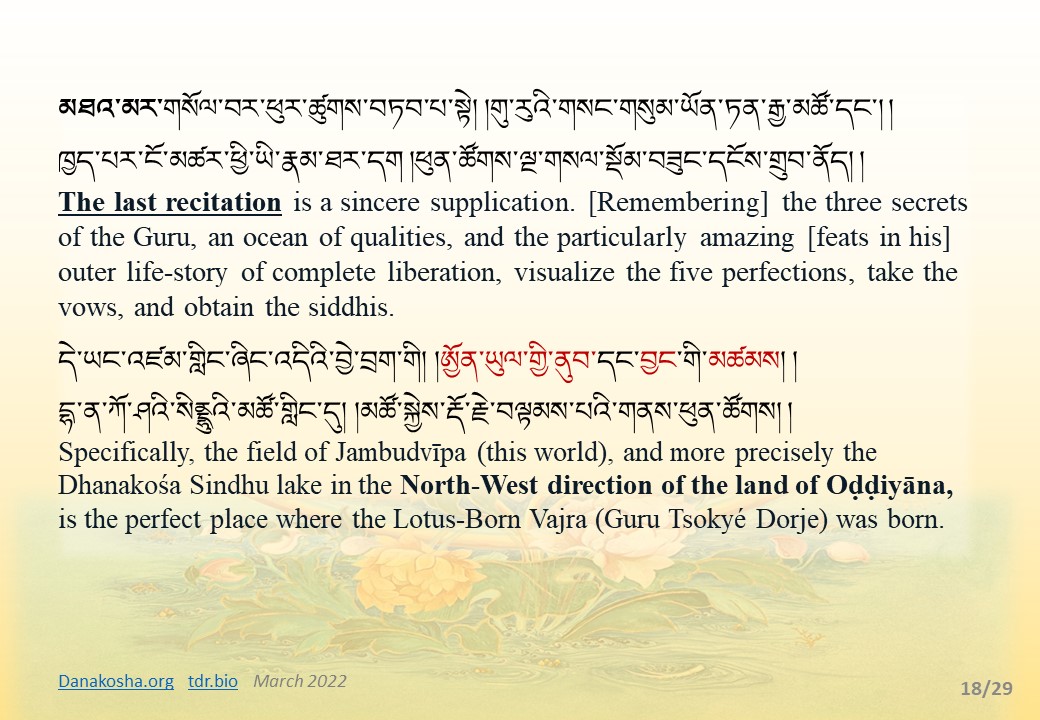 མཐའ་མར་གསོལ་བར་ཕུར་ཚུགས་བཏབ་པ་སྟེ། །གུ་རུའི་གསང་གསུམ་ཡོན་ཏན་རྒྱ་མཚོ་དང་།།
ཁྱད་པར་ངོ་མཚར་ཕྱི་ཡི་རྣམ་ཐར་དག །ཕུན་ཚོགས་ལྔ་གསལ་སྡོམ་བཟུང་དངོས་གྲུབ་ནོད།།
The last recitation is a sincere supplication. [Remembering] the three secrets
of the Guru, an ocean of qualities, and the particularly amazing [feats in his]
outer life-story of complete liberation, visualize the five perfections, take the
vows, and obtain the siddhis.
དེ་ཡང་འཛམ་གླིང་ཞིང་འདིའི་བྱེ་བྲག་གི། །ཨོྱན་ཡུལ་གྱི་ནུབ་དང་བྱང་གི་མཚམས།།
དྷ་ན་ཀོ་ཤའི་སིནྡྷུའི་མཚོ་གླིང་དུ། །མཚོ་སྐྱེས་རྡོ་རྗེ་བལྟམས་པའི་གནས་ཕུན་ཚོགས།།
Specifically, the field of Jambudvīpa (this world), and more precisely the
Dhanakośa Sindhu lake in the North-West direction of the land of Oḍḍiyāna,
is the perfect place where the Lotus-Born Vajra (Guru Tsokyé Dorje) was born.
Danakosha.org tdr.bio March 2022
18/29